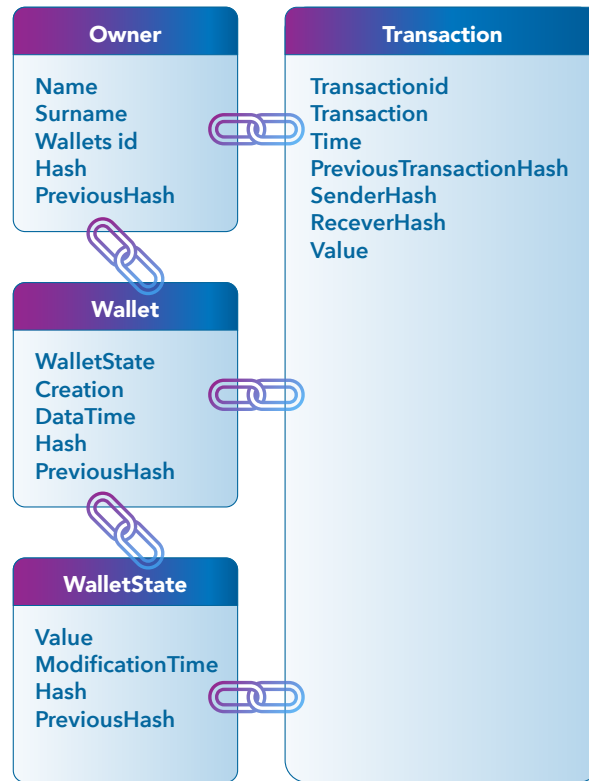 Owner
Name
Surname
Wallets id
Hash
PreviousHash
Wallet
WalletState
Creation
DataTime
Hash
PreviousHash
WalletState
Value
ModificationTime
Hash
PreviousHash
Transaction
Transactionid
Transaction
Time
PreviousTransactionHash
SenderHash
ReceverHash
Value